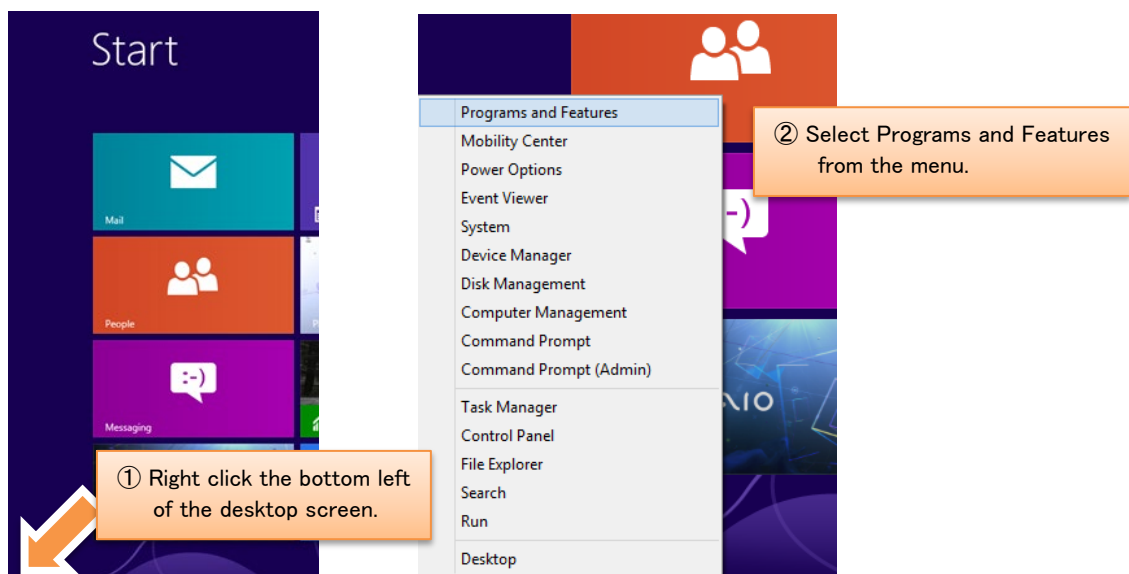 Start
Mail
People
Messaging
:-)
① Right click the bottom left
of the desktop screen.
Programs and Features
Mobility Center
Power Options
Event Viewer
System
Device Manager
Disk Management
Computer Management
Command Prompt
Command Prompt (Admin)
Task Manager
Control Panel
File Explorer
Search
Run
Desktop
② Select Programs and Features
from the menu.
-)
AIO